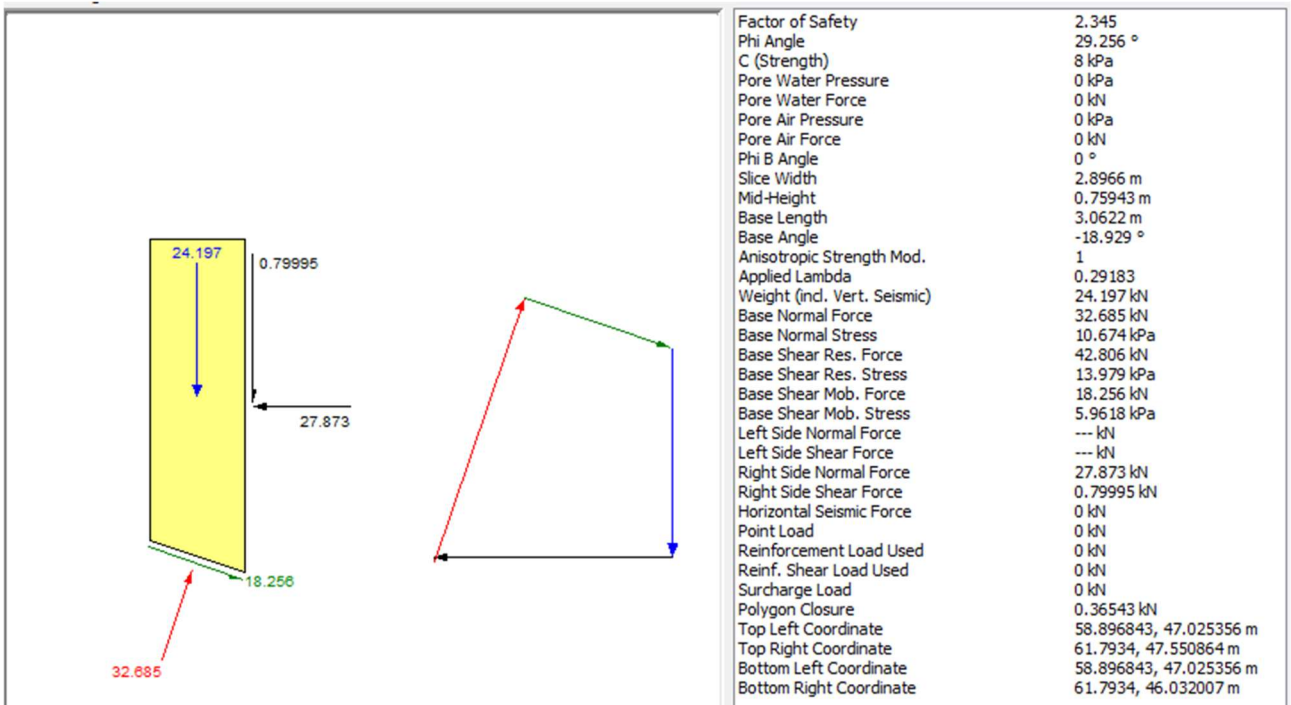 24.197
0.79995
27.873
18.256
32.685
Factor of Safety 2.345
Phi Angle 29.256 °
C (Strength) 8 kPa
Pore Water Pressure 0 kPa
Pore Water Force 0 kN
Pore Air Pressure 0 kPa
Pore Air Force 0 kN
Phi B Angle 0 °
Slice Width 2.8966 m
Mid-Height 0.75943 m
Base Length 3.0622 m
Base Angle -18.929 °
Anisotropic Strength Mod. 1
Applied Lambda 0.29183
Weight (incl. Vert. Seismic) 24.197 kN
Base Normal Force 32.685 kN
Base Normal Stress 10.674 kPa
Base Shear Res. Force 42.806 kN
Base Shear Res. Stress 13.979 kPa
Base Shear Mob. Force 18.256 kN
Base Shear Mob. Stress 5.9618 kPa
Left Side Normal Force --- kN
Left Side Shear Force --- kN
Right Side Normal Force 27.873 kN
Right Side Shear Force 0.79995 kN
Horizontal Seismic Force 0 kN
Point Load 0 kN
Reinforcement Load Used 0 kN
Reinf. Shear Load Used 0 kN
Surcharge Load 0 kN
Polygon Closure 0.36543 kN
Top Left Coordinate 58.896843, 47.025356 m
Top Right Coordinate 61.7934, 47.550864 m
Bottom Left Coordinate 58.896843, 47.025356 m
Bottom Right Coordinate 61.7934, 46.032007 m